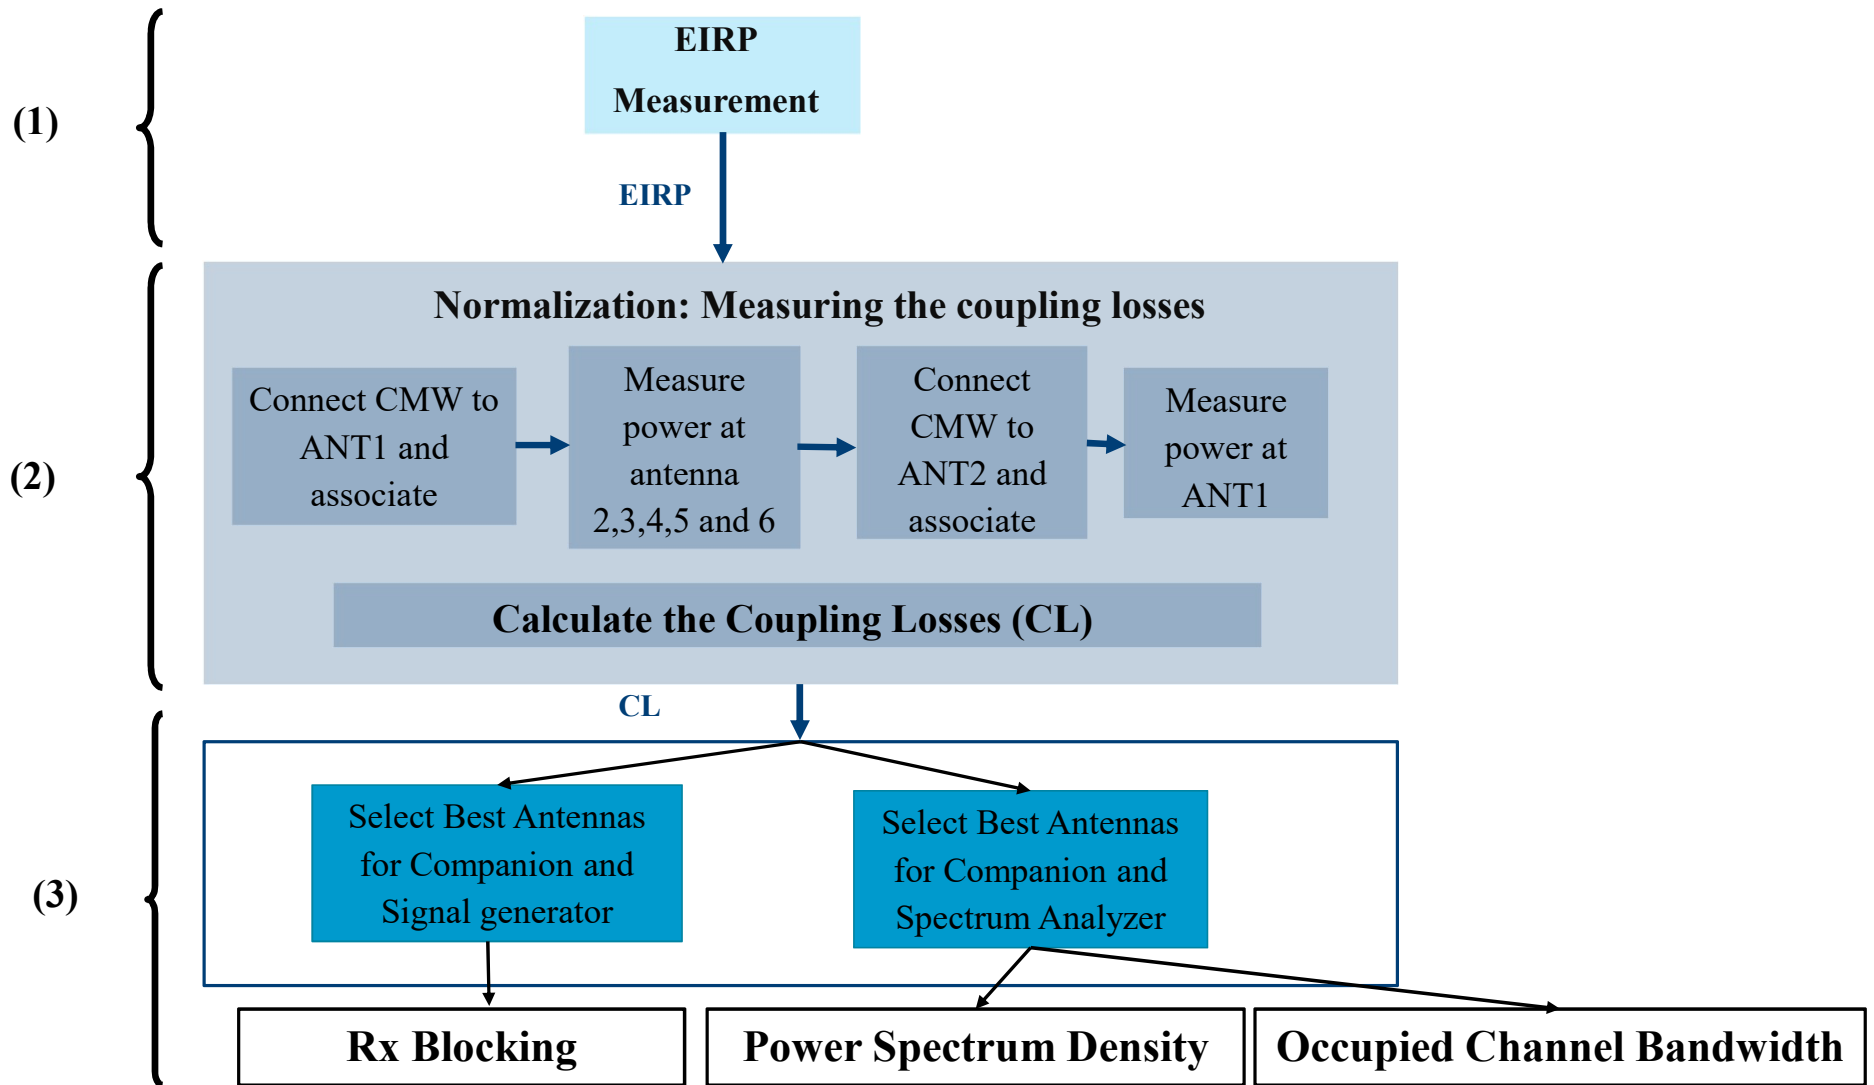 (1)
EIRP
Measurement
EIRP
(2)
Normalization: Measuring the coupling losses
Connect CMW to
ANT1 and
associate
Measure
power at
antenna
2,3,4,5 and 6
Connect
CMW to
ANT2 and
associate
Measure
power at
ANT1
Calculate the Coupling Losses (CL)
CL
(3)
Select Best Antennas
for Companion and
Signal generator
Select Best Antennas
for Companion and
Spectrum Analyzer
Rx Blocking
Power Spectrum Density
Occupied Channel Bandwidth